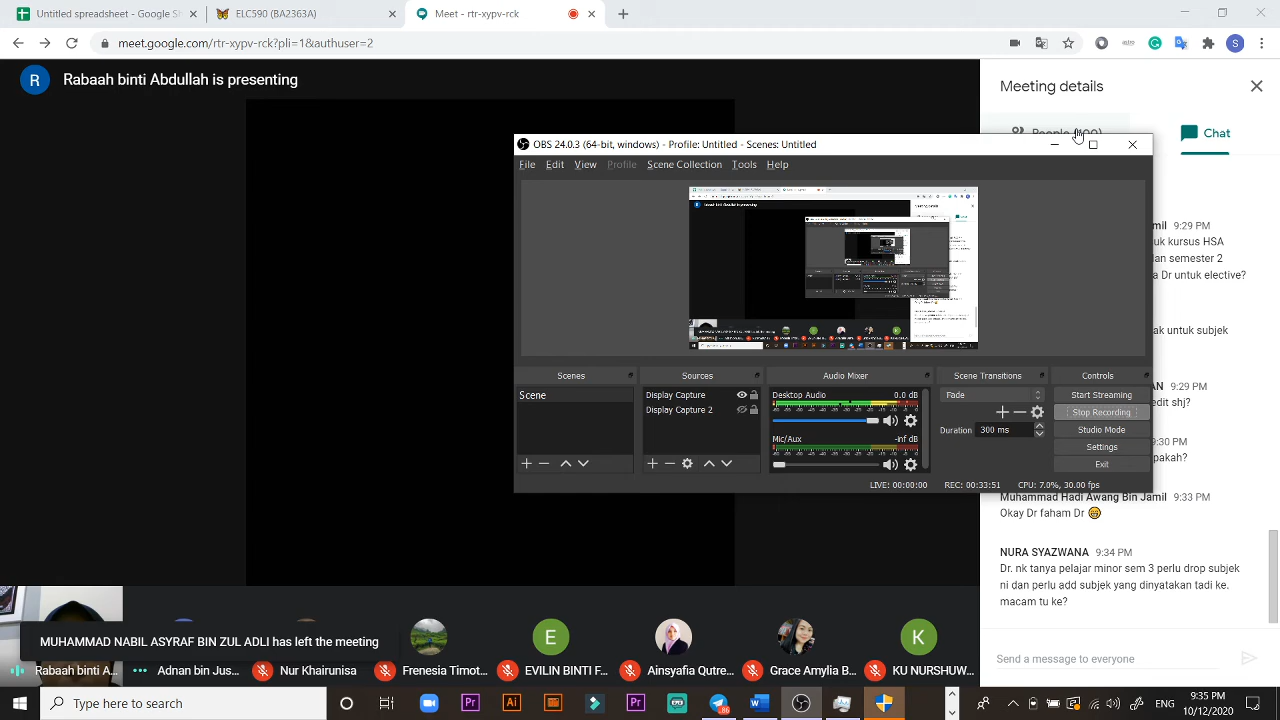 Untitled spreadsheet - Google Sh
ELC590 (BA2363A)
Meet - rtr-xypv-rck
meet.google.com/rtr-xypv-rck?pli=1&authuser=2
R
Rabaah binti Abdullah is presenting
Meeting details
Chat
OBS 24.0.3 (64-bit, windows) - Profile: Untitled - Scenes: Untitled
File Edit View Profile Scene Collection Tools Help
mil 9:29 PM
uk kursus HSA
an semester 2
a Dr untuk elective?
ak untuk subjek
AN 9:29 PM
edit shj?
9:30 PM
pakah?
Scenes
Scene
Sources
Display Capture
Display Capture 2
Audio Mixer
Desktop Audio 0.0 dB
Mic/Aux -inf dB
Scene Transitions
Fade
Duration 300 ms
Controls
Start Streaming
Stop Recording
Studio Mode
Settings
Exit
LIVE: 00:00:00 REC: 00:33:51 CPU: 7.0%, 30.00 fps
Muhammad Hadi Awang Bin Jamil 9:33 PM
Okay Dr faham Dr
NURA SYAZWANA 9:34 PM
Dr. nk tanya pelajar minor sem 3 perlu drop subjek
ni dan perlu add subjek yang dinyatakan tadi ke.
macam tu ke?
Send a message to everyone
MUHAMMAD NABIL ASYRAF BIN ZUL ADLI has left the meeting
E
K
Rabaah binti A...
Adnan bin Jus...
Nur Khairunisa
Frenesia Timot...
EVILIN BINTI F...
Ainsyafia Qutre...
Grace Amylia B...
KU NURSHUW...
Type here to search
ENG
9:35 PM
10/12/2020